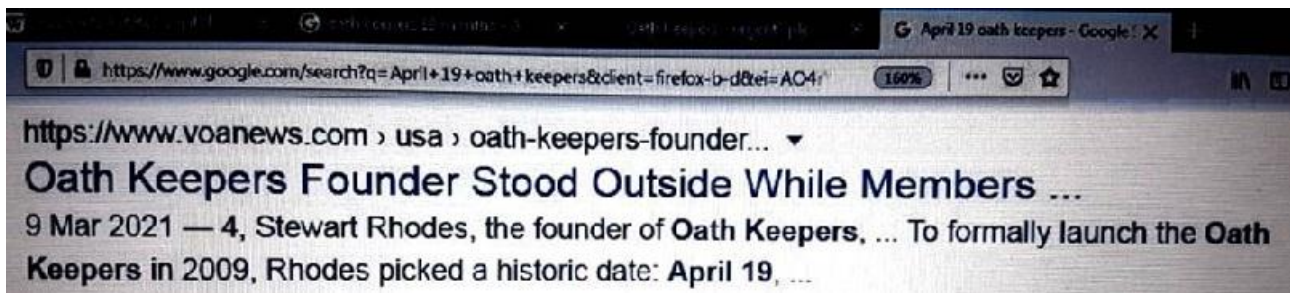 G April 19 oath keepers - Google
https://www.google.com/search?q=April+19+oath+keepers&client=firefox-b-d&ei=AO4
160%
https://www.voanews.com › usa › oath-keepers-founder...
Oath Keepers Founder Stood Outside While Members ...
9 Mar 2021 — 4, Stewart Rhodes, the founder of Oath Keepers, ... To formally launch the Oath
Keepers in 2009, Rhodes picked a historic date: April 19, ...